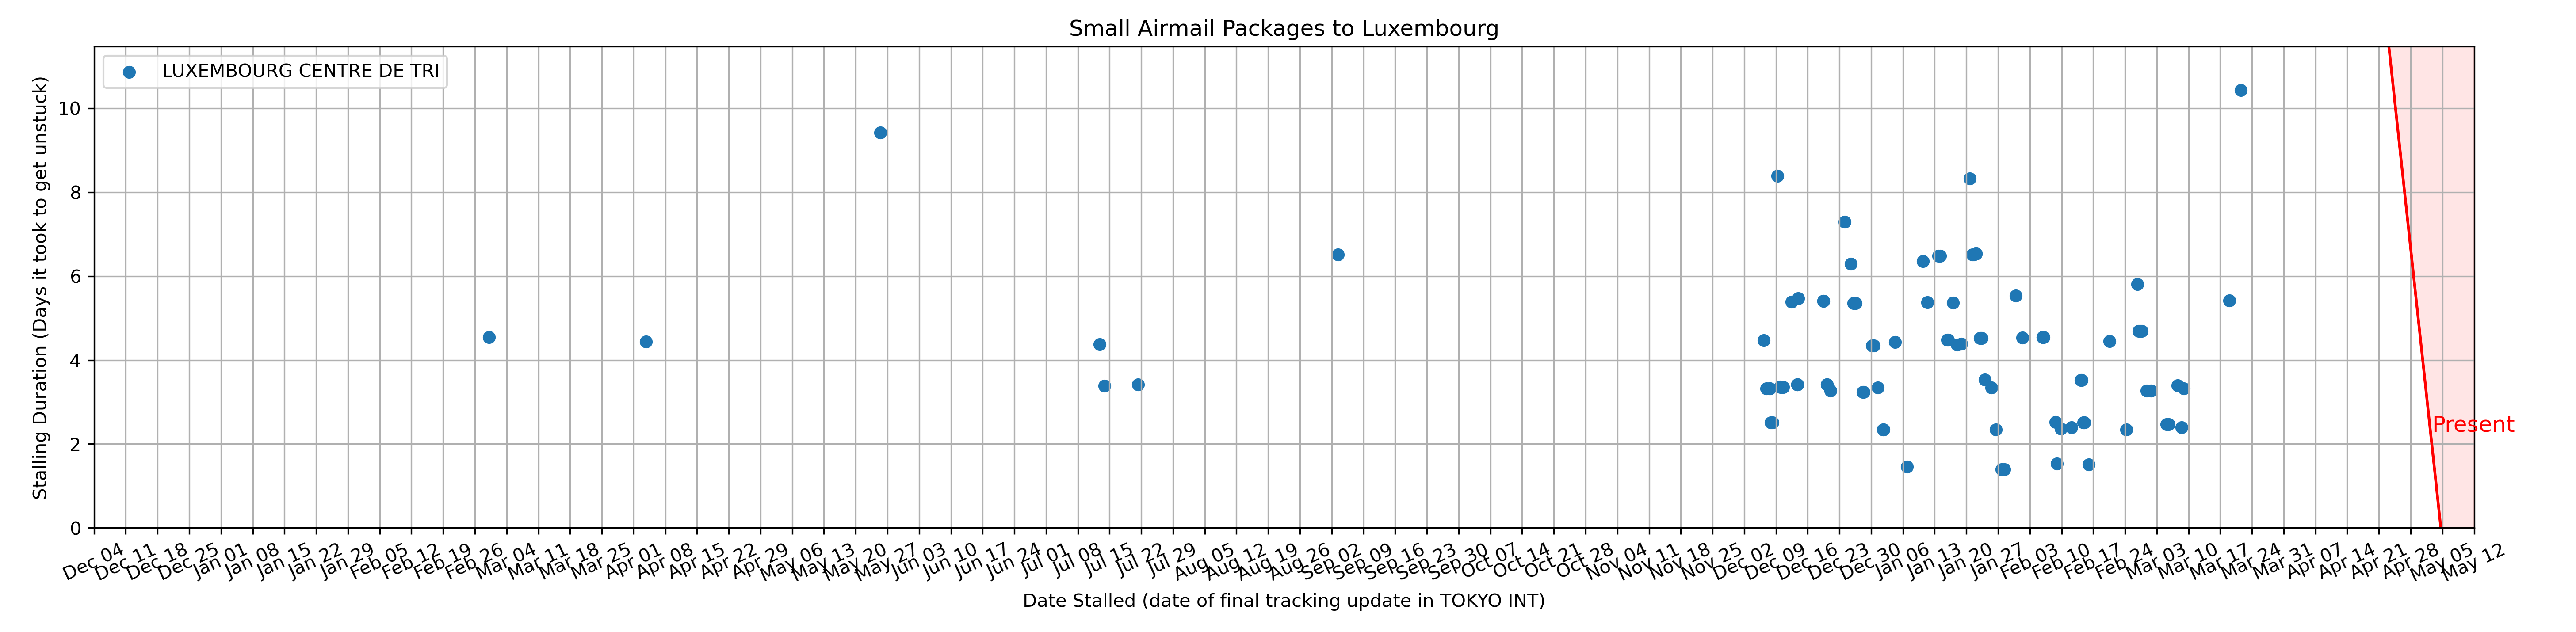 Small Airmail Packages to Luxembourg
LUXEMBOURG CENTRE DE TRI
Stalling Duration (Days it took to get unstuck)
10
8
6
4
2
0
Present
Dec 04
Dec 11
Dec 18
Dec 25
Jan 01
Jan 08
Jan 15
Jan 22
Jan 29
Feb 05
Feb 12
Feb 19
Feb 26
Mar 04
Mar 11
Mar 18
Mar 25
Apr 01
Apr 08
Apr 15
Apr 22
Apr 29
May 06
May 13
May 20
May 27
Jun 03
Jun 10
Jun 17
Jun 24
Jul 01
Jul 08
Jul 15
Jul 22
Jul 29
Aug 05
Aug 12
Aug 19
Aug 26
Sep 02
Sep 09
Sep 16
Sep 23
Sep 30
Oct 07
Oct 14
Oct 21
Oct 28
Nov 04
Nov 11
Nov 18
Nov 25
Dec 02
Dec 09
Dec 16
Dec 23
Dec 30
Jan 06
Jan 13
Jan 20
Jan 27
Feb 03
Feb 10
Feb 17
Feb 24
Mar 03
Mar 10
Mar 17
Mar 24
Mar 31
Apr 07
Apr 14
Apr 21
Apr 28
May 05
May 12
Date Stalled (date of final tracking update in TOKYO INT)